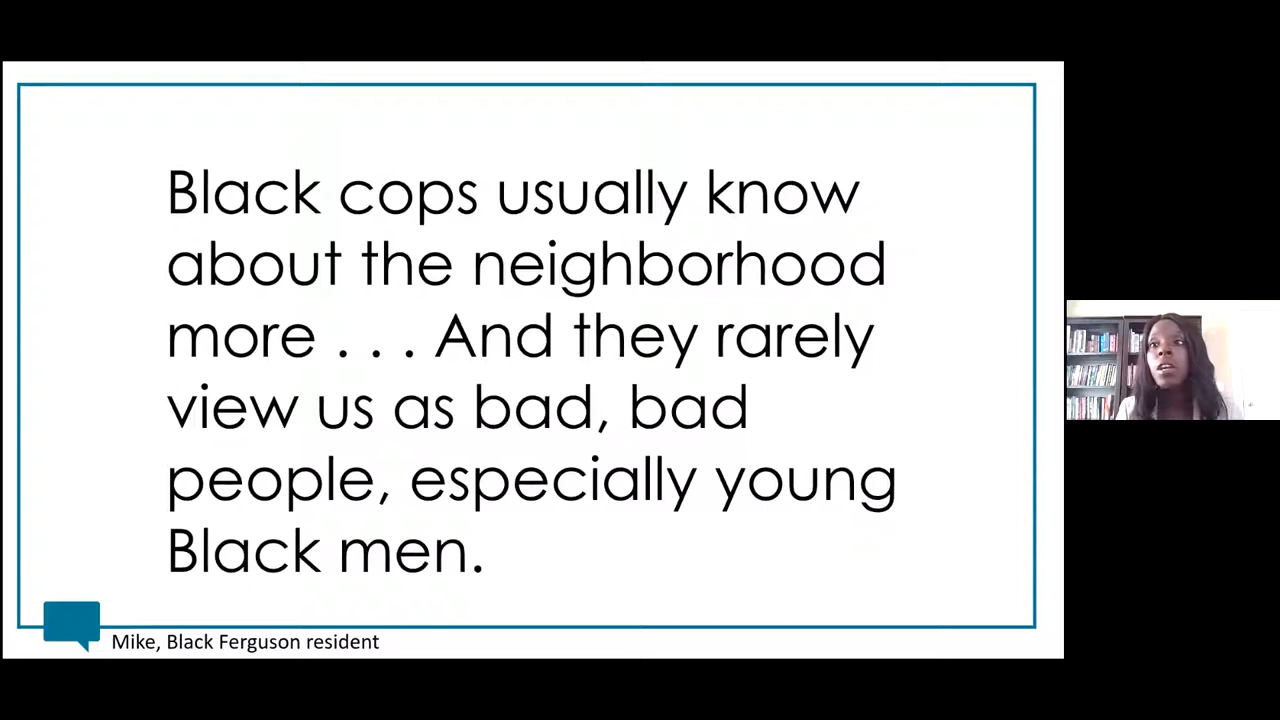 Black cops usually know
about the neighborhood
more . . . And they rarely
view us as bad, bad
people, especially young
Black men.
Mike, Black Ferguson resident